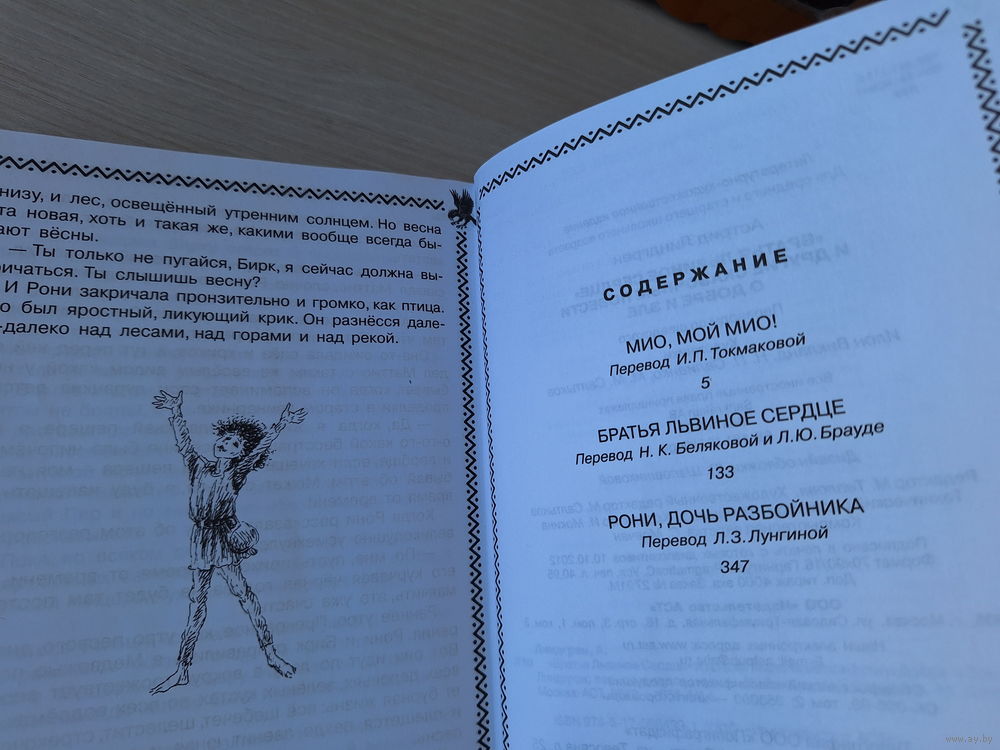 низу, и лес, освещённый утренним солнцем. Но весна
та новая, хоть и такая же, какими вообще всегда бы-
ают вёсны.
— Ты только не пугайся, Бирк, я сейчас должна вы-
ричаться. Ты слышишь весну?
И Рони закричала пронзительно и громко, как птица.
о был яростный, ликующий крик. Он разнёсся дале-
-далеко над лесами, над горами и над рекой.
СОДЕРЖАНИЕ
МИО, МОЙ МИО!
Перевод И.П.Токмаковой
5
БРАТЬЯ ЛЬВИНОЕ СЕРДЦЕ
Перевод Н. К. Беляковой и Л.Ю. Брауде
133
РОНИ, ДОЧЬ РАЗБОЙНИКА
Перевод Л.З.Лунгиной
347
www.ay.by